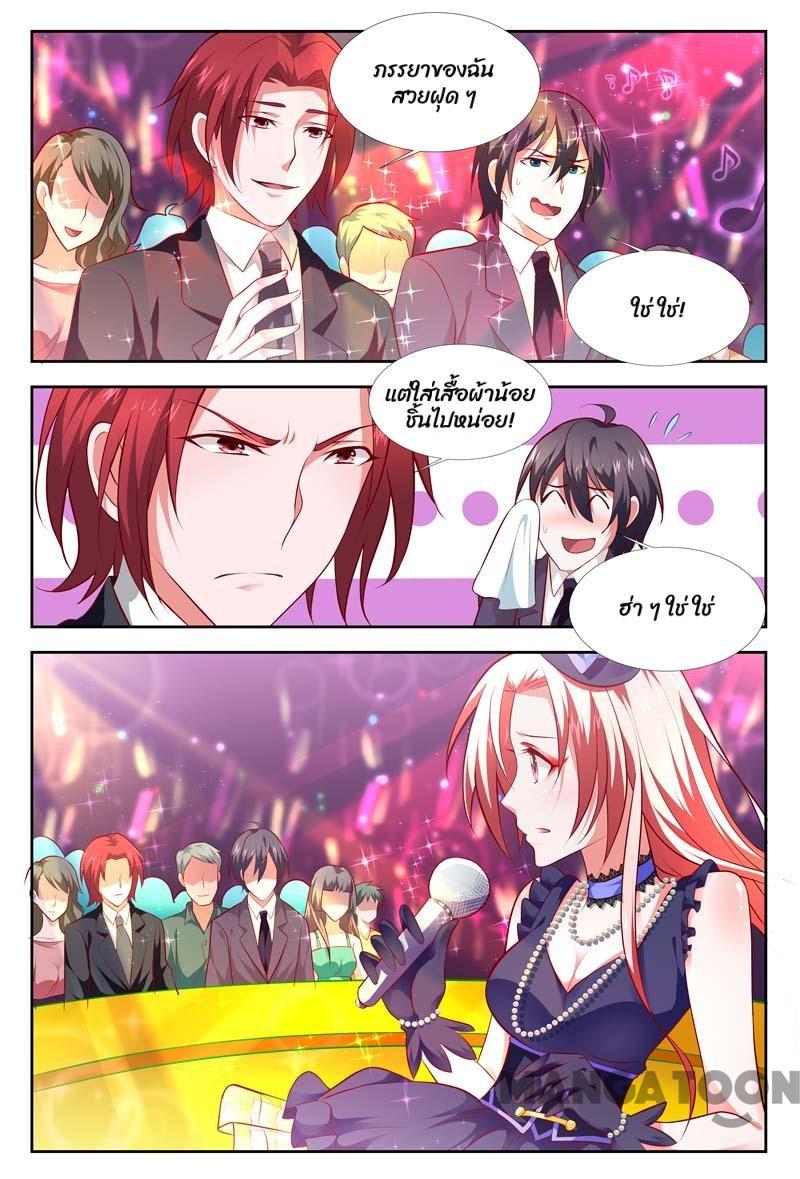 ภรรยาของฉัน
สวยฝุด ๆ
ใช่ ใช่!
แต่ใส่เสื้อผ้าน้อย
ชิ้นไปหน่อย!
ฮ่า ๆ ใช่ ใช่
MANGATOON